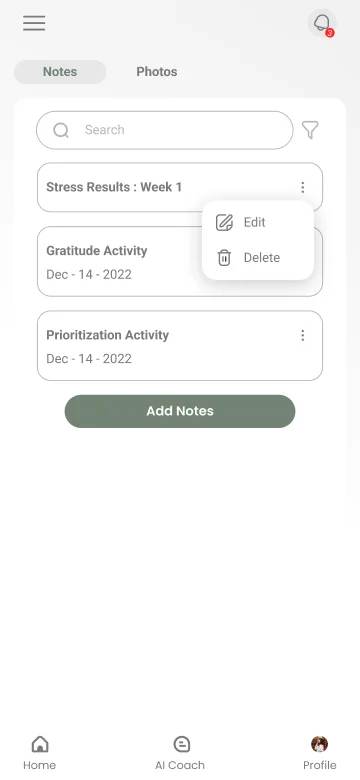 3
Notes
Photos
Search
Stress Results : Week 1
Edit
Delete
Gratitude Activity
Dec - 14 - 2022
Prioritization Activity
Dec - 14 - 2022
Add Notes
Home
AI Coach
Profile